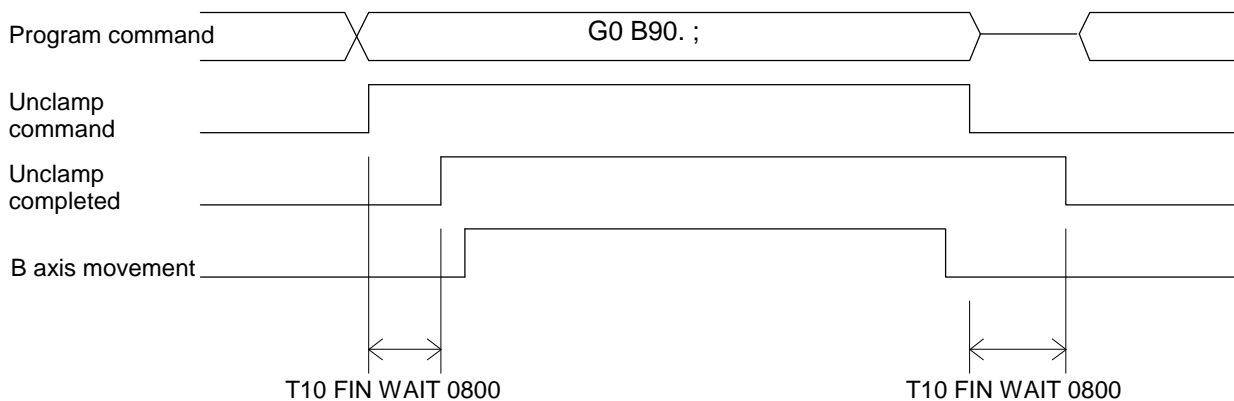 Program command
G0 B90. ;
Unclamp
command
Unclamp
completed
B axis movement
T10 FIN WAIT 0800
T10 FIN WAIT 0800